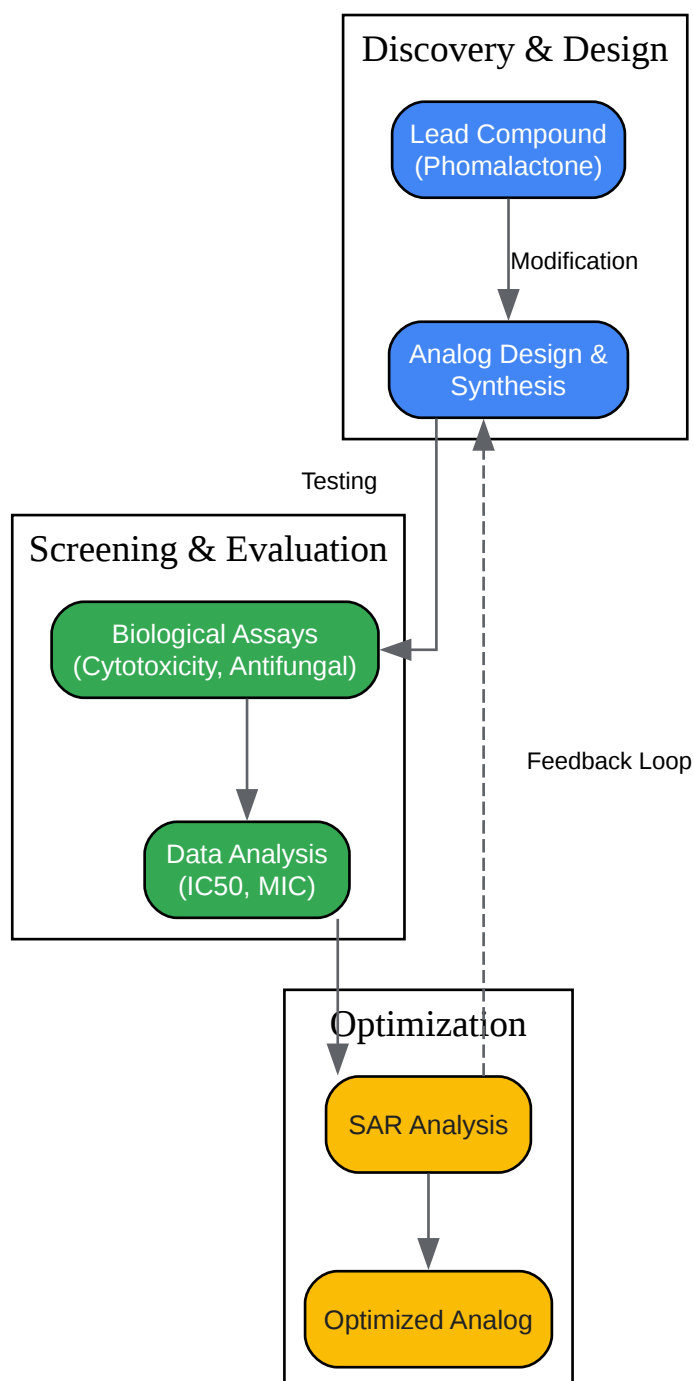 Discovery & Design
Lead Compound
(Phomalactone)
Modification
Analog Design &
Synthesis
Testing
Screening & Evaluation
Biological Assays
(Cytotoxicity, Antifungal)
Feedback Loop
Data Analysis
(IC50, MIC)
Optimization
SAR Analysis
Optimized Analog